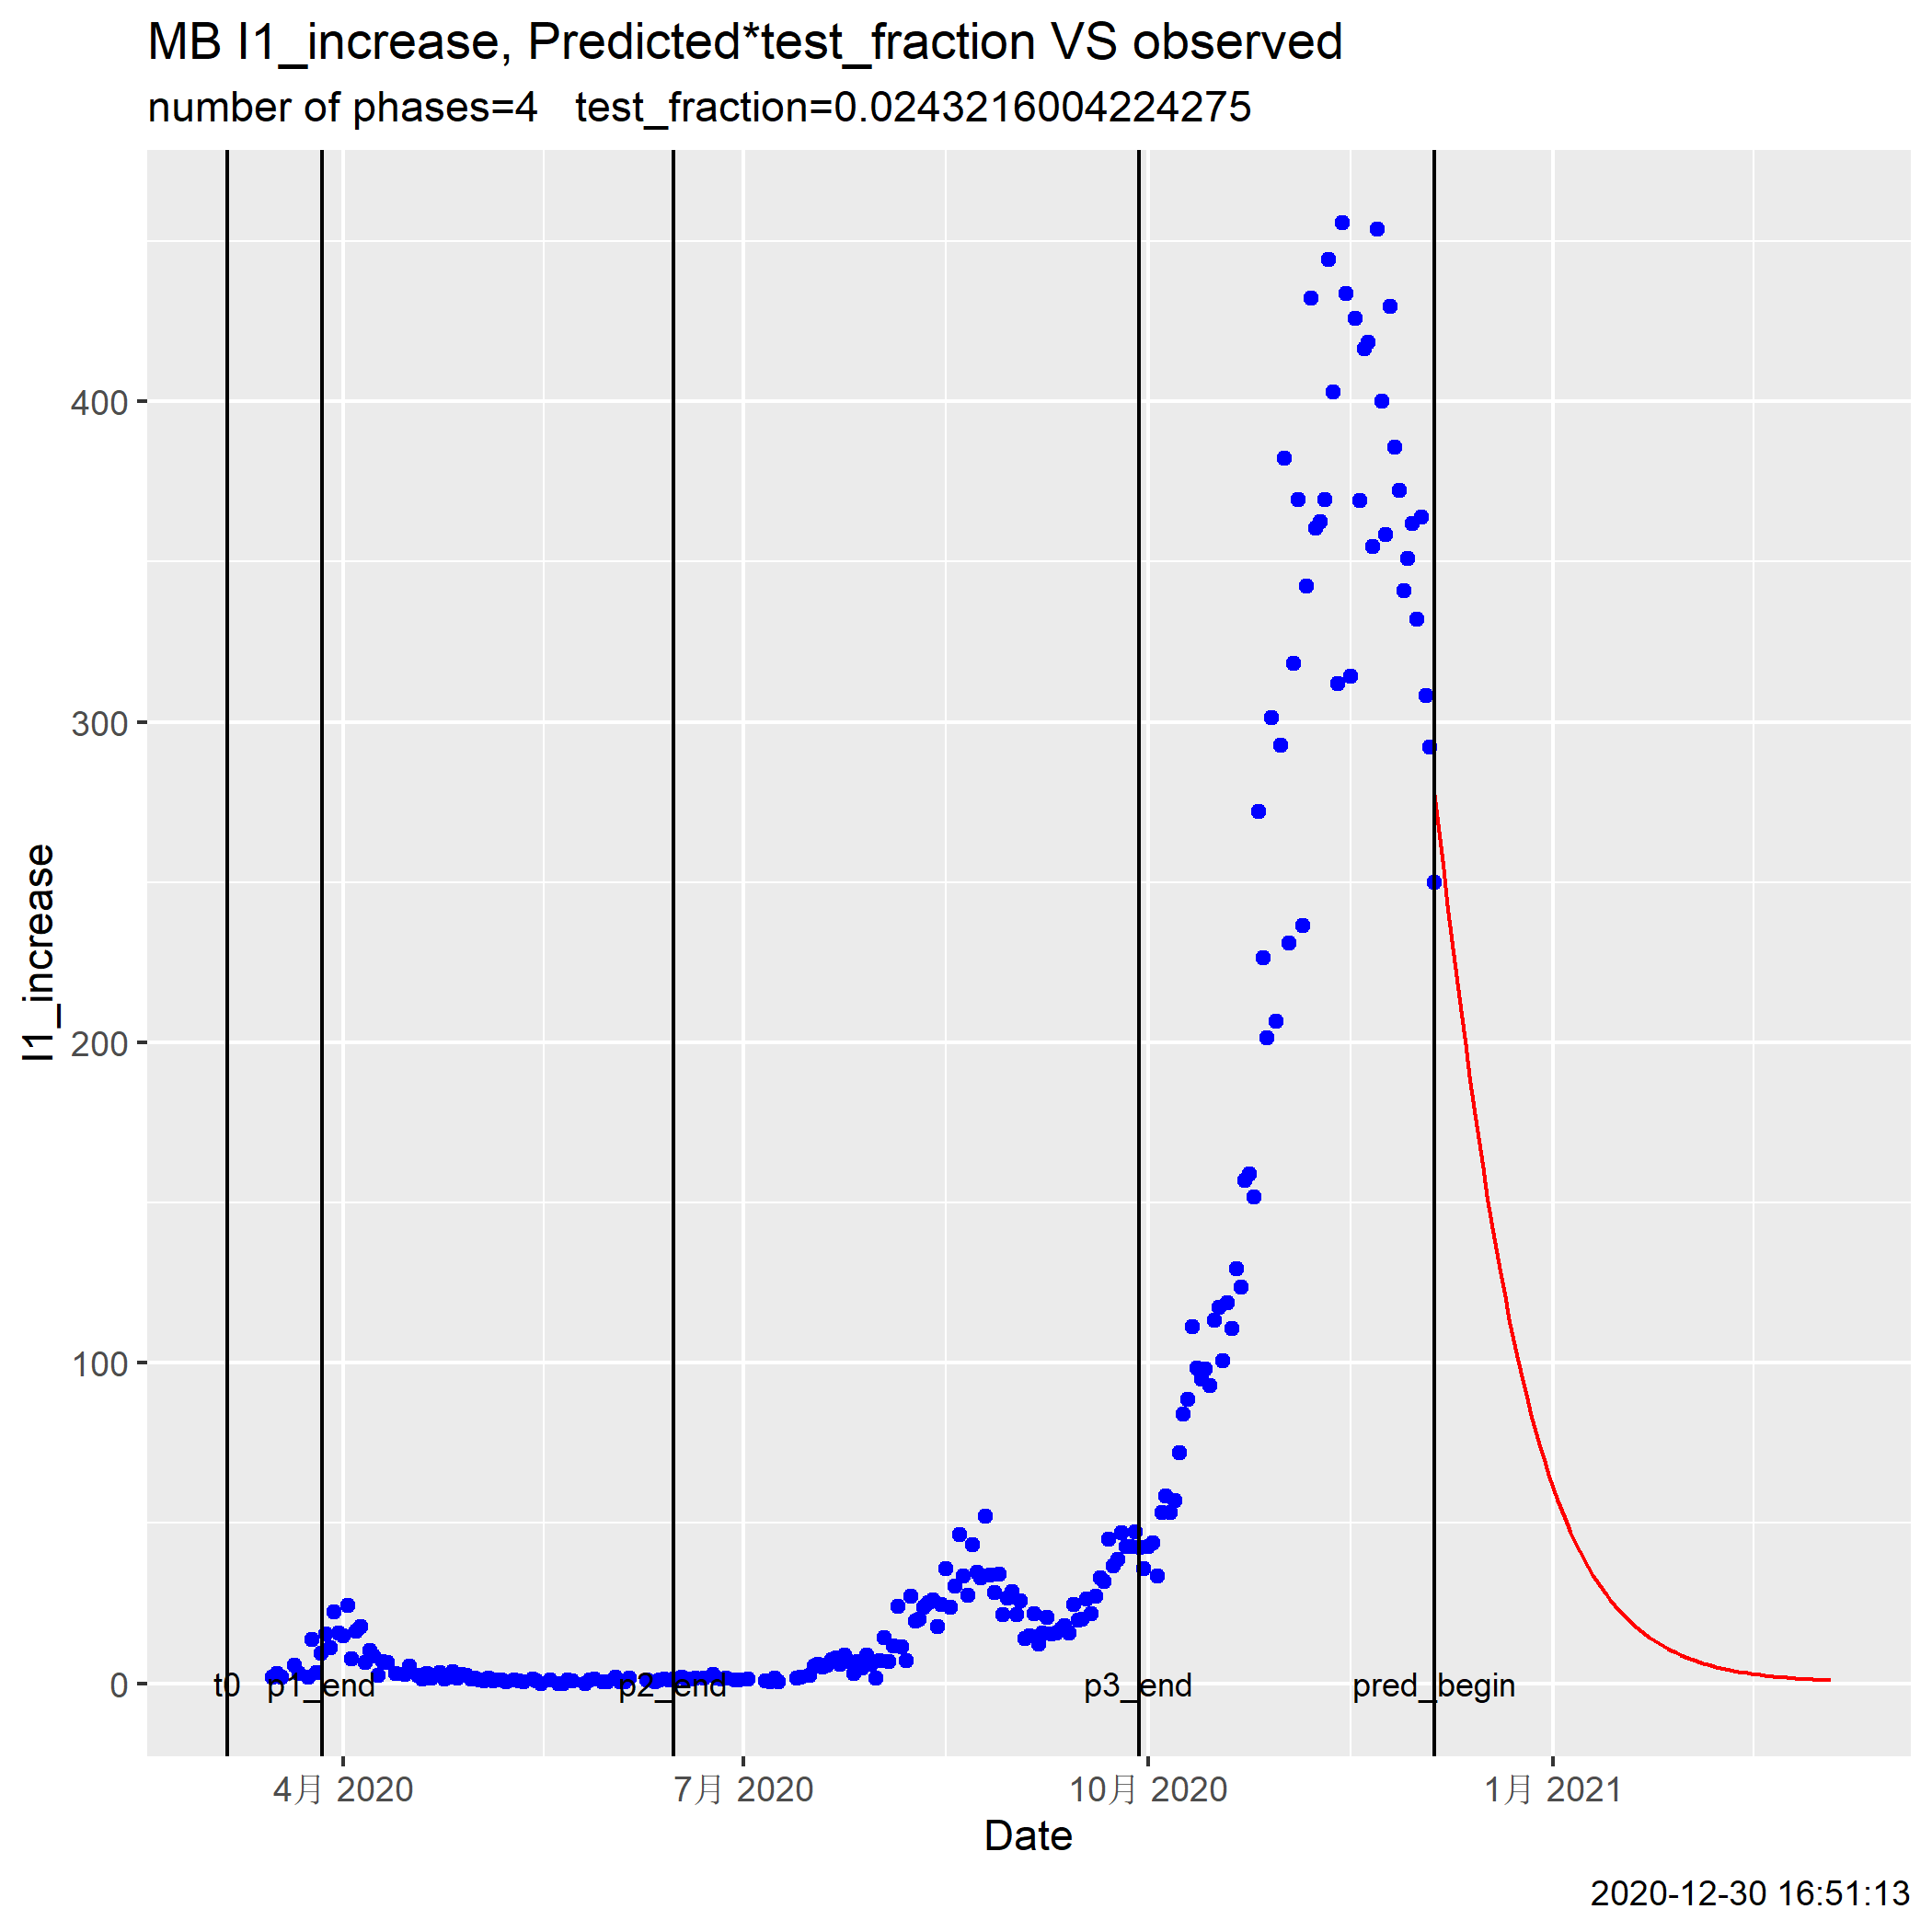 MB I1_increase, Predicted*test_fraction VS observed
number of phases=4   test_fraction=0.0243216004224275
I1_increase
400
300
200
100
0
t0 p1_end p2_end p3_end pred_begin
4月 2020 7月 2020 10月 2020 1月 2021
Date
2020-12-30 16:51:13